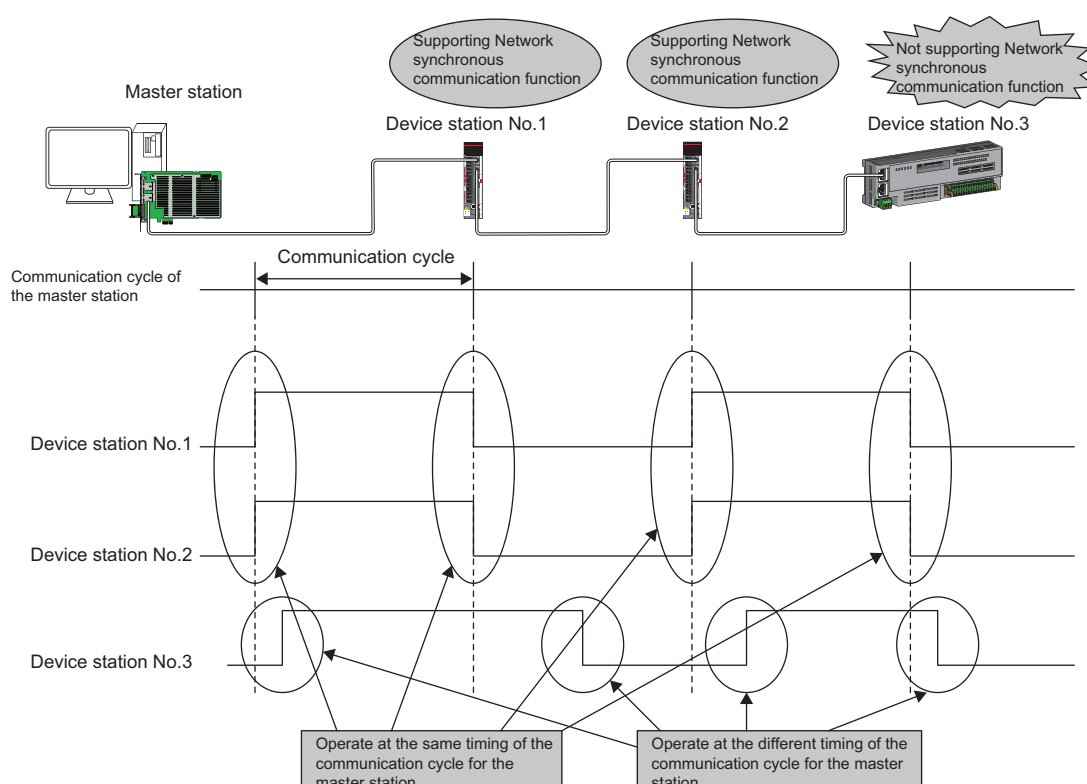 Supporting Network
synchronous
communication function
Supporting Network
synchronous
communication function
Not supporting Network
synchronous
communication function
Master station
Device station No.1
Device station No.2
Device station No.3
Communication cycle
Communication cycle of
the master station
Device station No.1
Device station No.2
Device station No.3
Operate at the same timing of the
communication cycle for the
master station
Operate at the different timing of the
communication cycle for the master
station